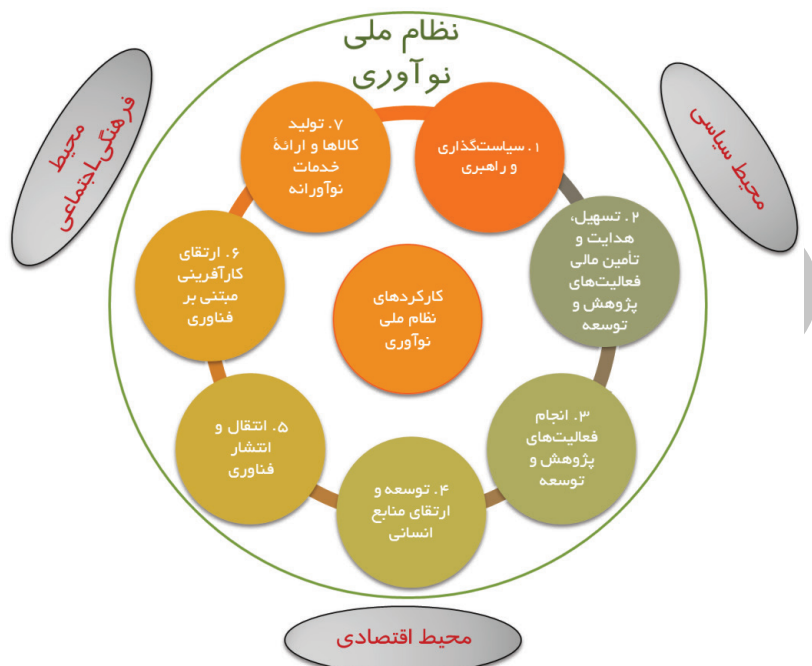 نظام ملی
نوآوری
۱. سیاست‌گذاری
و راهبری
۲. تسهیل،
هدایت و
تأمین مالی
فعالیت‌های
پژوهش و
توسعه
۳. انجام
فعالیت‌های
پژوهش و
توسعه
۴. توسعه و
ارتقای منابع
انسانی
۵. انتقال و
انتشار
فناوری
۶. ارتقای
کارآفرینی
مبتنی بر
فناوری
۷. تولید
کالاها و ارائهٔ
خدمات
نوآورانه
کارکردهای
نظام ملی
نوآوری
محیط سیاسی
محیط
فرهنگی-اجتماعی
محیط اقتصادی